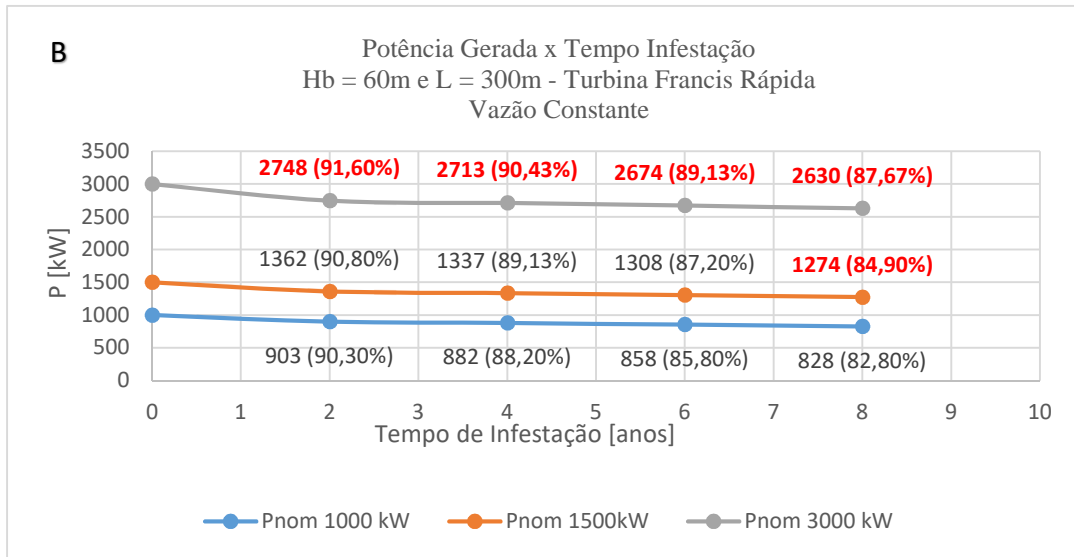 B
Potência Gerada x Tempo Infestação
Hb = 60m e L = 300m - Turbina Francis Rápida
Vazão Constante
P [kW]
3500
3000
2500
2000
1500
1000
500
0
2748 (91,60%) 2713 (90,43%) 2674 (89,13%) 2630 (87,67%)
1362 (90,80%) 1337 (89,13%) 1308 (87,20%) 1274 (84,90%)
903 (90,30%) 882 (88,20%) 858 (85,80%) 828 (82,80%)
0 1 2 3 4 5 6 7 8 9 10
Tempo de Infestação [anos]
Pnom 1000 kW Pnom 1500kW Pnom 3000 kW